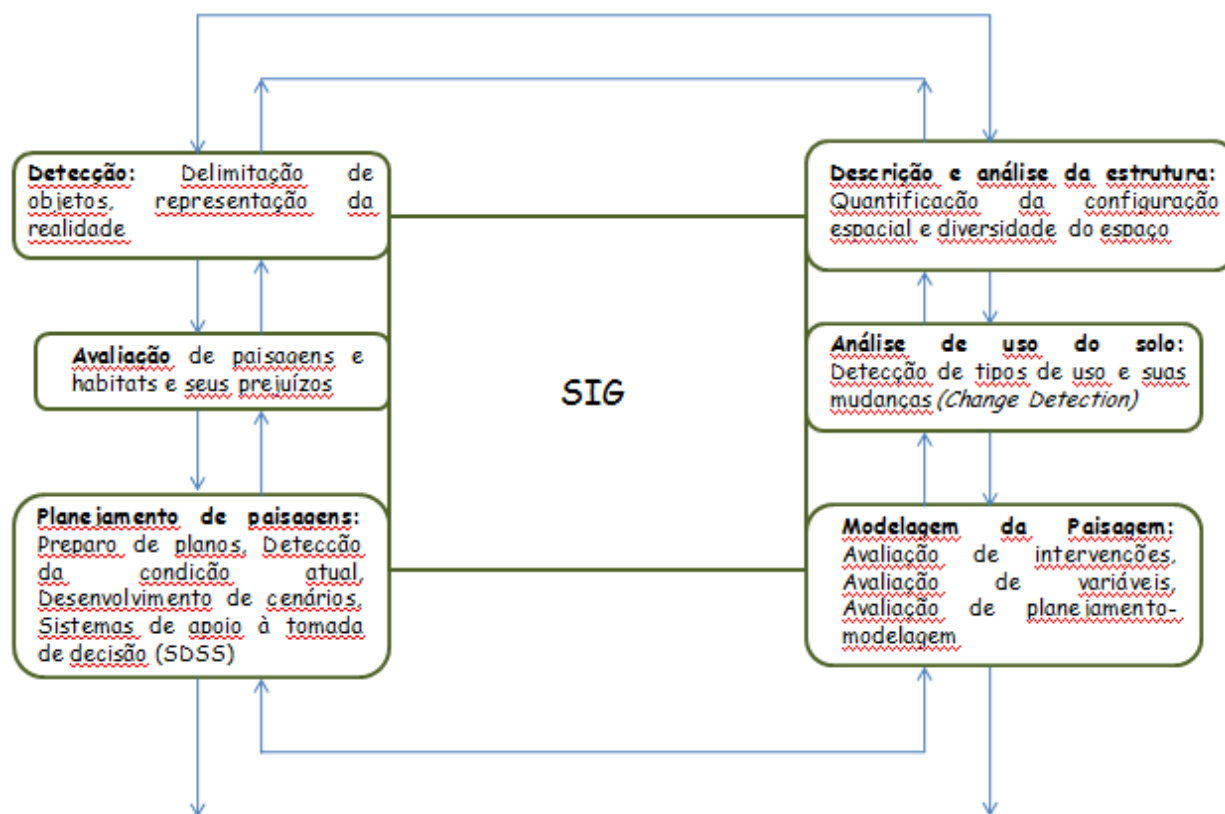 Detecção: Delimitação de
objetos, representação da
realidade
Avaliação de paisagens e
habitats e seus prejuízos
Planejamento de paisagens:
Preparo de planos, Detecção
da condição atual,
Desenvolvimento de cenários,
Sistemas de apoio à tomada
de decisão (SDSS)
SIG
Descrição e análise da estrutura:
Quantificação da configuração
espacial e diversidade do espaço
Análise de uso do solo:
Detecção de tipos de uso e suas
mudanças (Change Detection)
Modelagem da Paisagem:
Avaliação de intervenções,
Avaliação de variáveis,
Avaliação de planejamento-
modelagem